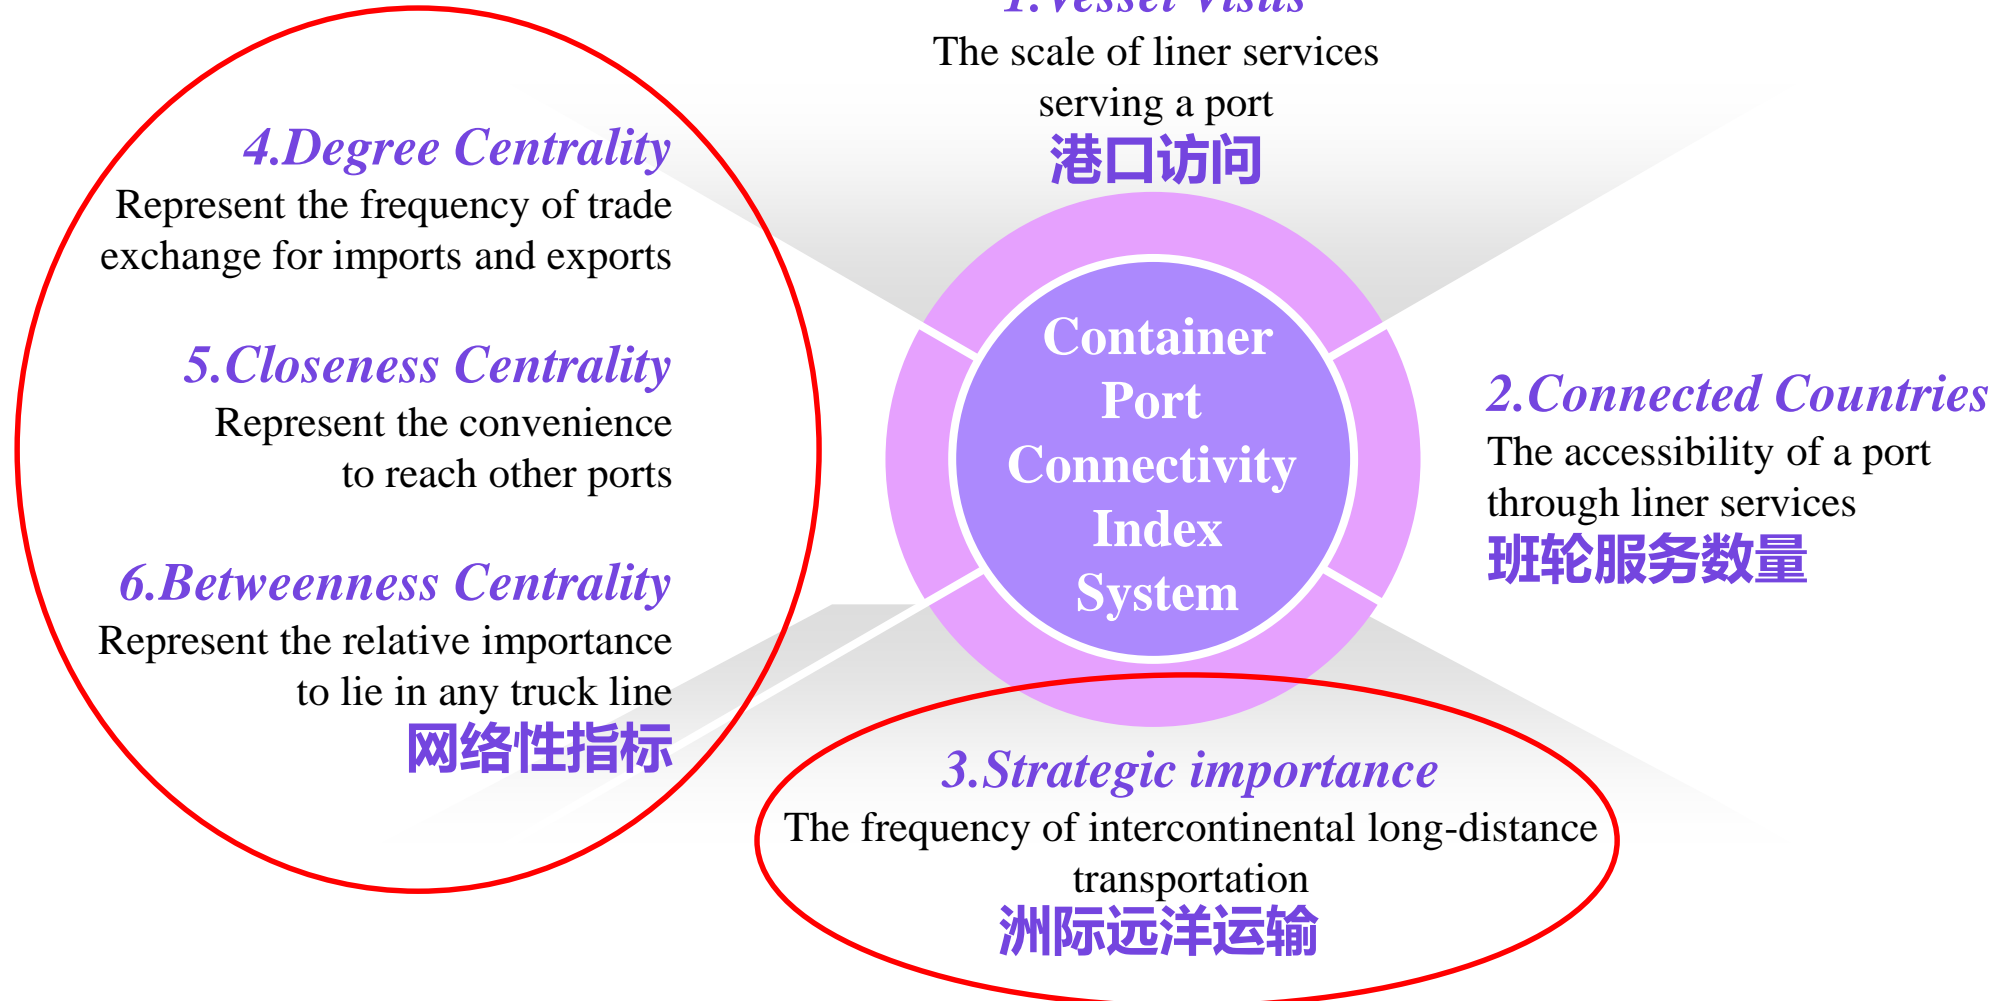 1.Vessel Visits
The scale of liner services
serving a port
港口访问
4.Degree Centrality
Represent the frequency of trade
exchange for imports and exports
5.Closeness Centrality
Represent the convenience
to reach other ports
6.Betweenness Centrality
Represent the relative importance
to lie in any truck line
网络性指标
Container
Port
Connectivity
Index
System
2.Connected Countries
The accessibility of a port
through liner services
班轮服务数量
3.Strategic importance
The frequency of intercontinental long-distance
transportation
洲际远洋运输